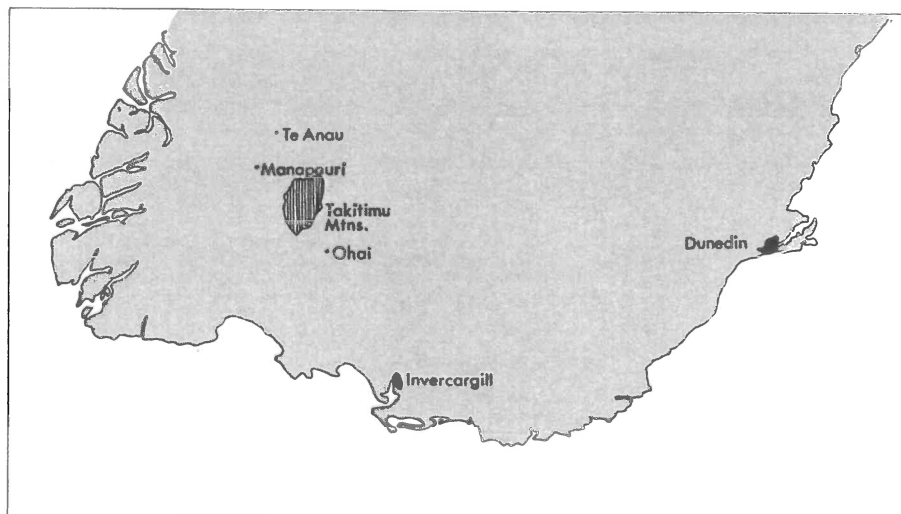 Te Anau
Manapouri
Takitimu
Mtns.
Ohai
Dunedin
Invercargill